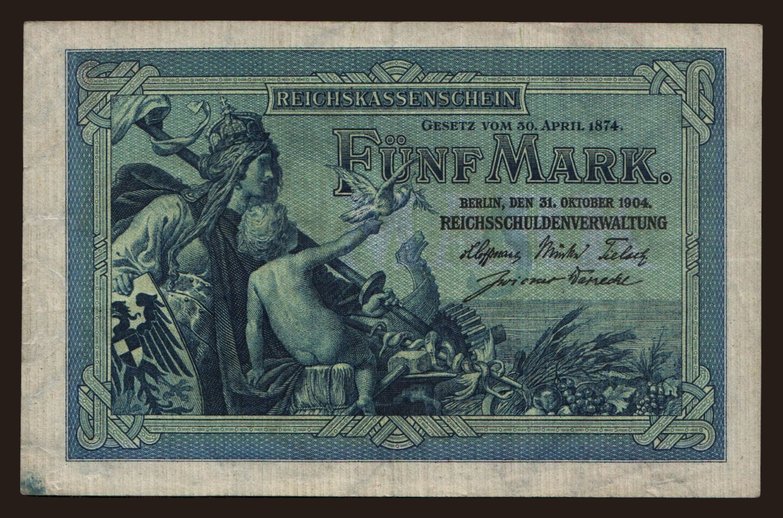 REICHSKASSENSCHEIN
GESETZ VOM 30. APRIL 1874.
FÜNF MARK.
BERLIN, DEN 31. OKTOBER 1904.
REICHSSCHULDENVERWALTUNG